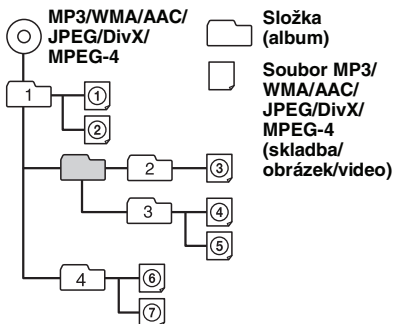 MP3/WMA/AAC/
JPEG/DivX/
MPEG-4
Složka
(album)
Soubor MP3/
WMA/AAC/
JPEG/DivX/
MPEG-4
(skladba/
obrázek/video)
1
①
②
2
③
3
④
⑤
4
⑥
⑦